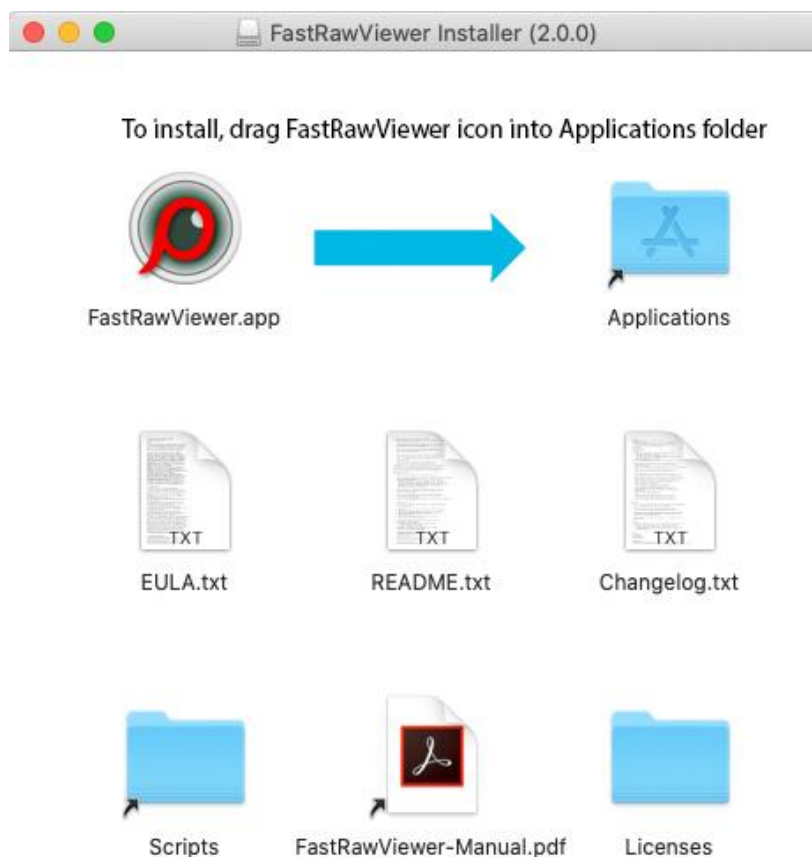 FastRawViewer Installer (2.0.0)
To install, drag FastRawViewer icon into Applications folder
FastRawViewer.app
Applications
TXT
TXT
TXT
EULA.txt
README.txt
Changelog.txt
Scripts
FastRawViewer-Manual.pdf
Licenses